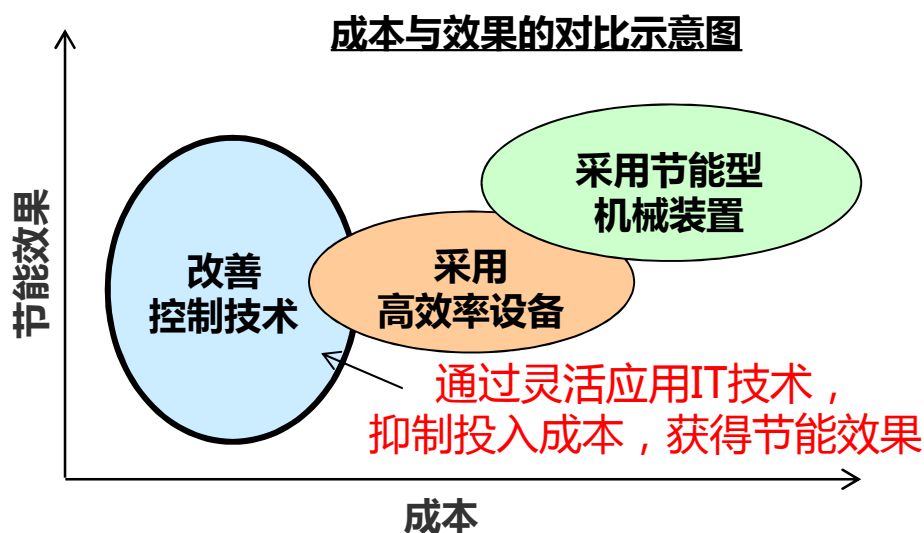 成本与效果的对比示意图
节能效果
采用节能型
机械装置
改善
控制技术
采用
高效率设备
通过灵活应用IT技术，
抑制投入成本，获得节能效果
成本